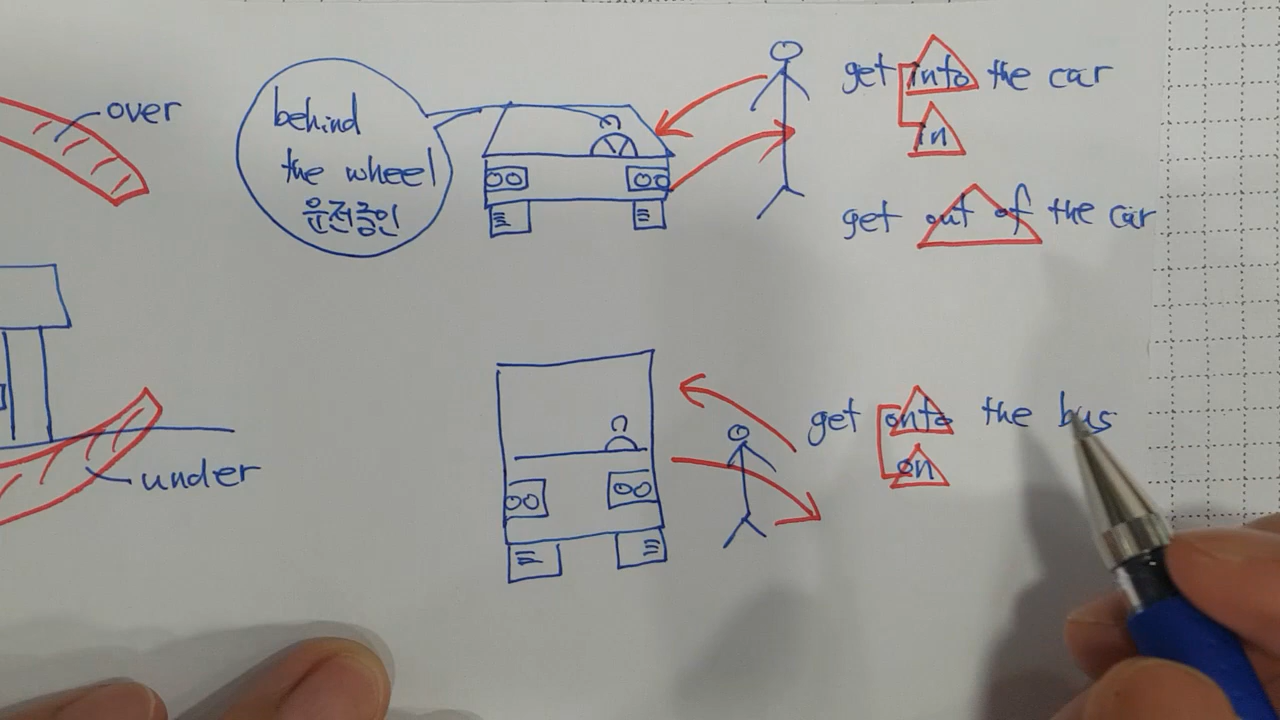 over
behind
the wheel
운전중인
get into the car
in
get out of the car
get onto the bus
on
under